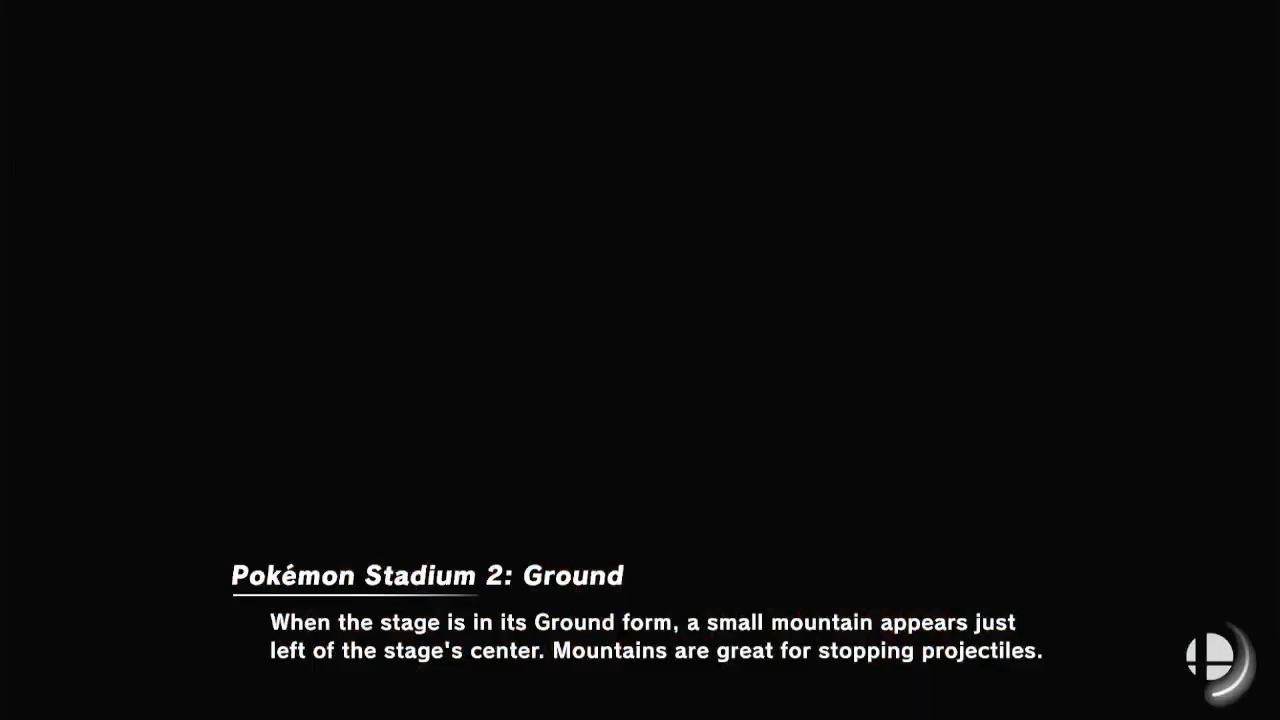 Pokémon Stadium 2: Ground
When the stage is in its Ground form, a small mountain appears just
left of the stage's center. Mountains are great for stopping projectiles.